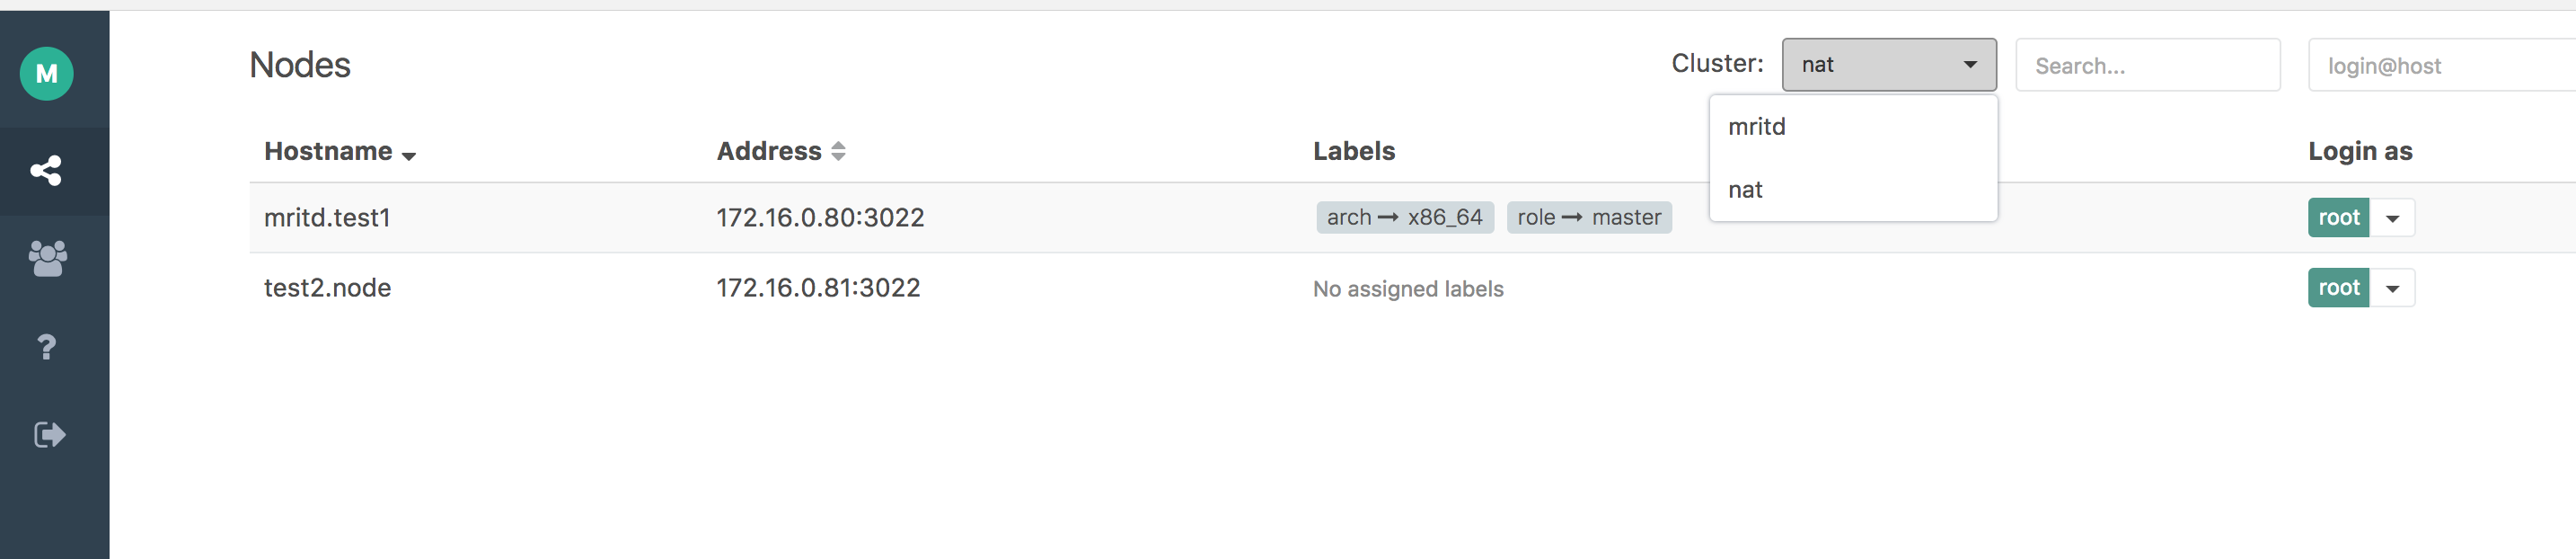 M
Nodes Cluster: nat Search... login@host
mritd
nat
Hostname Address Labels Login as
mritd.test1 172.16.0.80:3022 arch → x86_64 role → master root
test2.node 172.16.0.81:3022 No assigned labels root
?